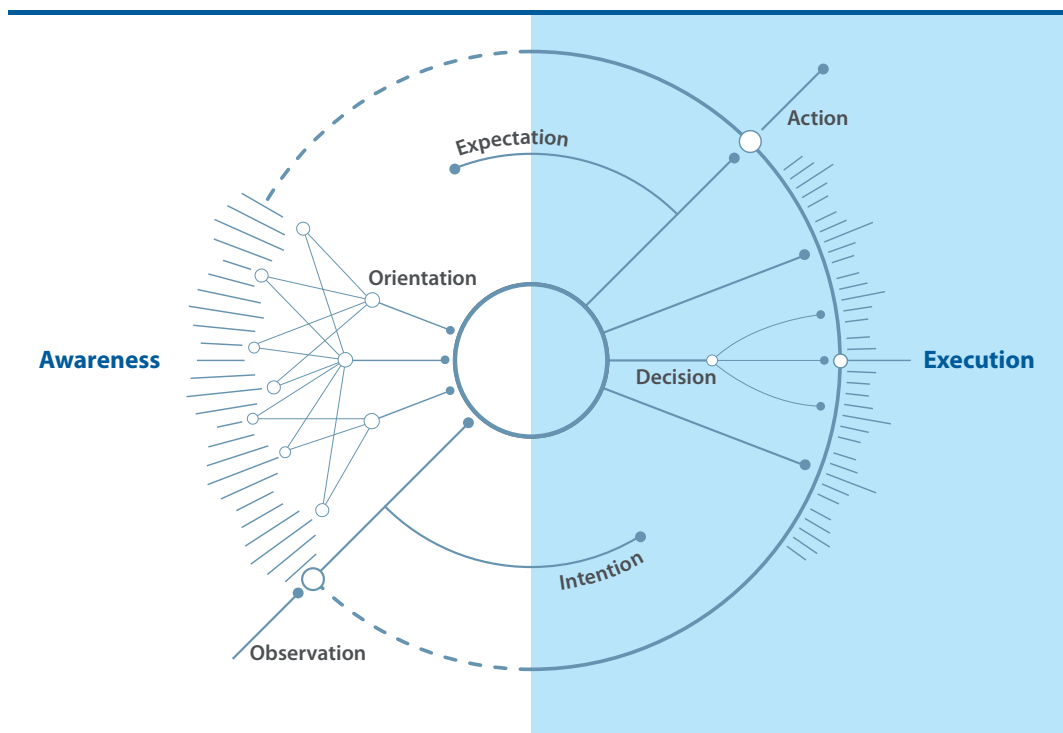 Action
Expectation
Orientation
Awareness
Execution
Decision
Intention
Observation